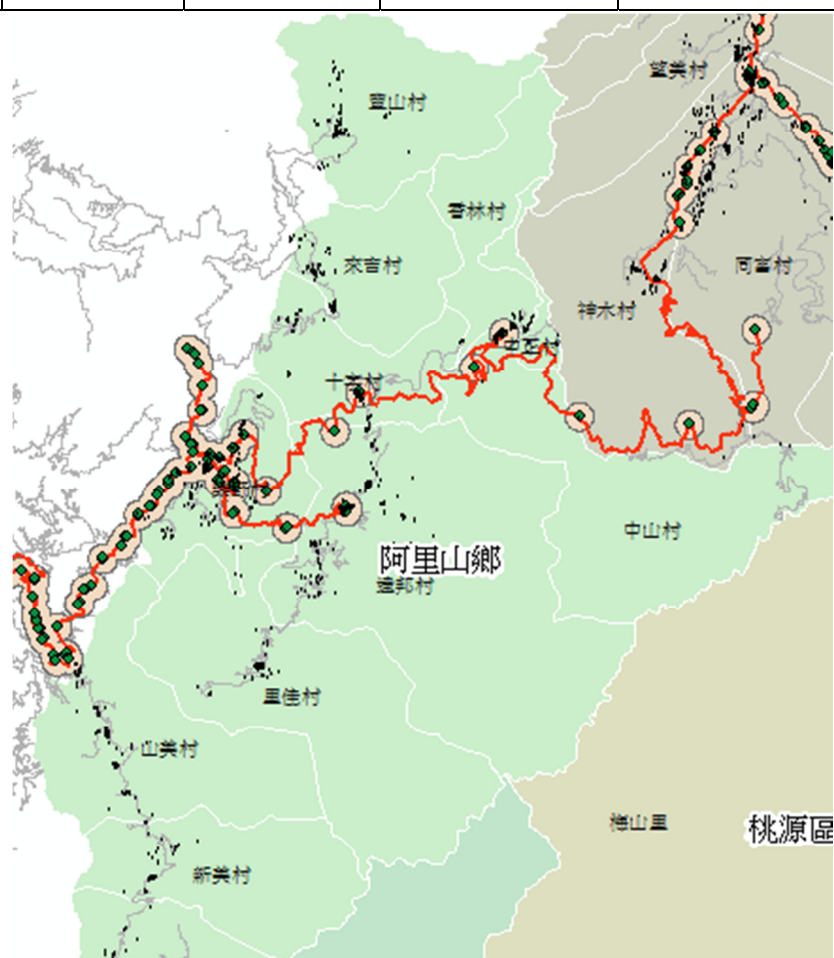 望美村
豐山村
香林村
來吉村
同富村
神木村
中正村
十字村
樂野村
中山村
阿里山鄉
達邦村
里佳村
山美村
梅山里
桃源區
新美村